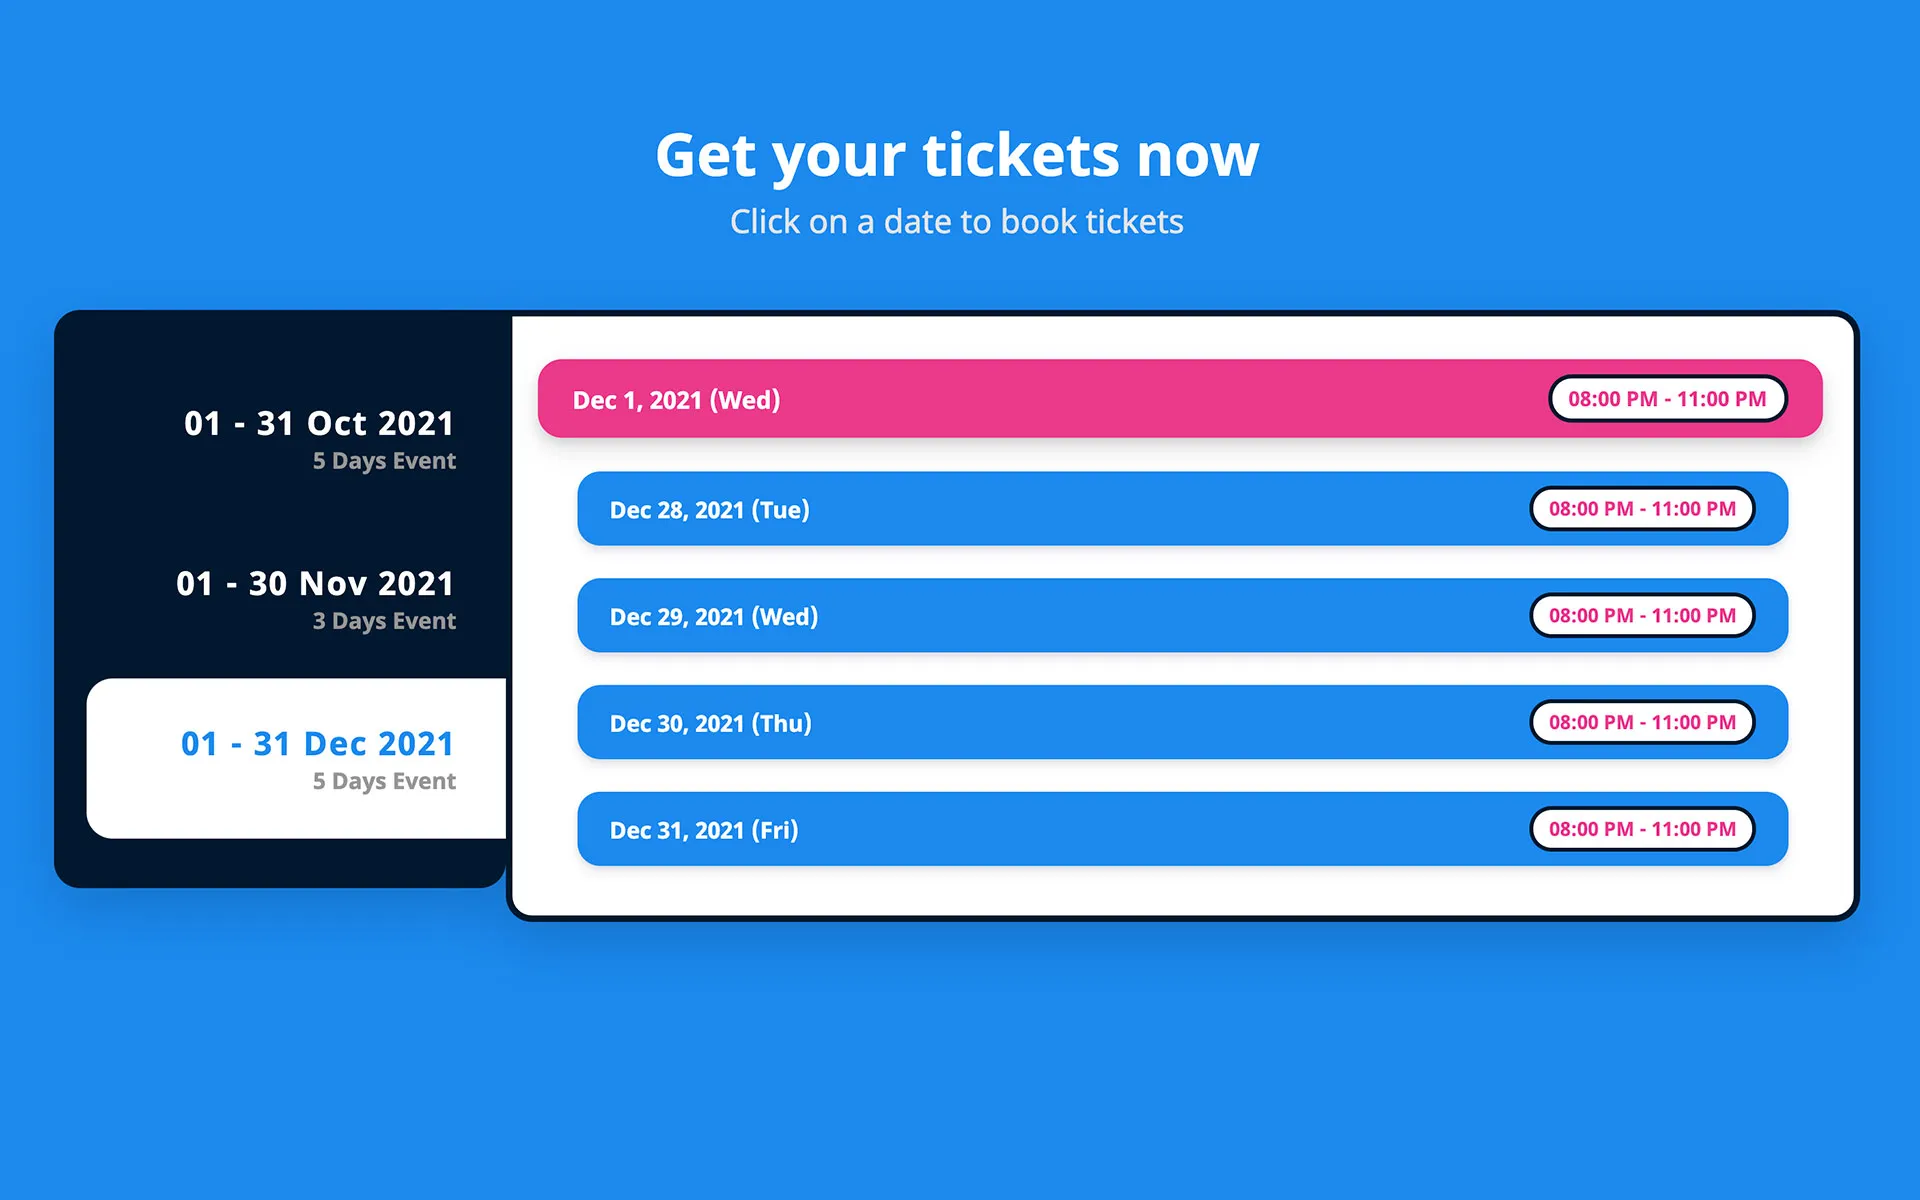 Get your tickets now
Click on a date to book tickets
01 - 31 Oct 2021
5 Days Event
01 - 30 Nov 2021
3 Days Event
01 - 31 Dec 2021
5 Days Event
Dec 1, 2021 (Wed) 08:00 PM - 11:00 PM
Dec 28, 2021 (Tue) 08:00 PM - 11:00 PM
Dec 29, 2021 (Wed) 08:00 PM - 11:00 PM
Dec 30, 2021 (Thu) 08:00 PM - 11:00 PM
Dec 31, 2021 (Fri) 08:00 PM - 11:00 PM